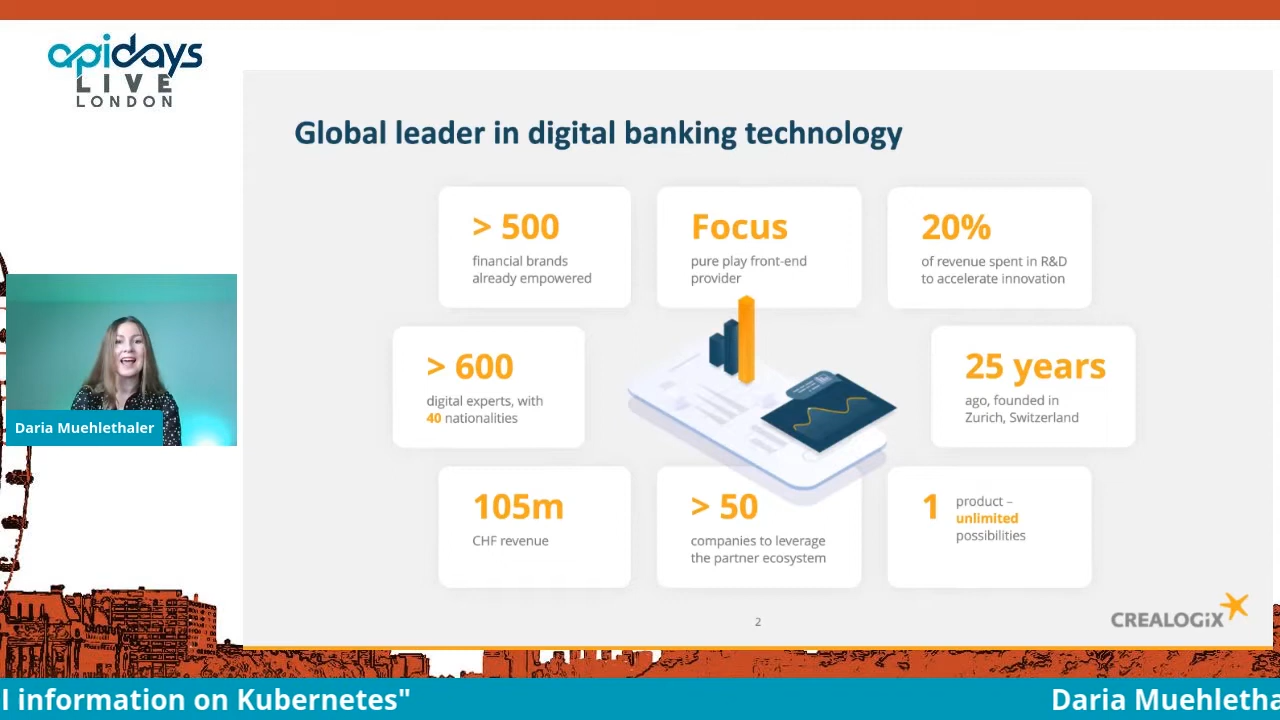 apidays
LIVE
LONDON
Global leader in digital banking technology
> 500
financial brands
already empowered
Focus
pure play front-end
provider
20%
of revenue spent in R&D
to accelerate innovation
> 600
digital experts, with
40 nationalities
25 years
ago, founded in
Zurich, Switzerland
Daria Muehlethaler
105m
CHF revenue
> 50
companies to leverage
the partner ecosystem
1 product –
unlimited
possibilities
2
CREALOGIX
l information on Kubernetes"
Daria Muehletha